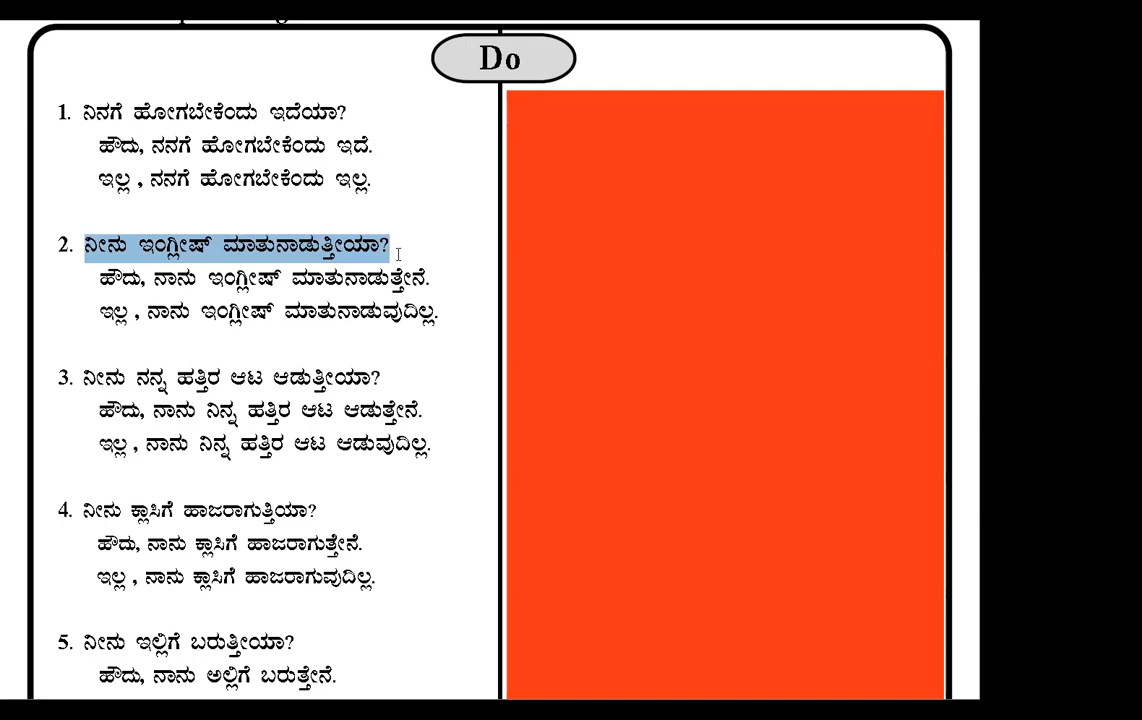 Do
1. ನಿನಗೆ ಹೋಗಬೇಕೆಂದು ಇದೆಯಾ?
ಹೌದು, ನನಗೆ ಹೋಗಬೇಕೆಂದು ಇದೆ.
ಇಲ್ಲ , ನನಗೆ ಹೋಗಬೇಕೆಂದು ಇಲ್ಲ.
2. ನೀನು ಇಂಗ್ಲೀಷ್ ಮಾತುನಾಡುತ್ತೀಯಾ?
ಹೌದು, ನಾನು ಇಂಗ್ಲೀಷ್ ಮಾತುನಾಡುತ್ತೇನೆ.
ಇಲ್ಲ , ನಾನು ಇಂಗ್ಲೀಷ್ ಮಾತುನಾಡುವುದಿಲ್ಲ.
3. ನೀನು ನನ್ನ ಹತ್ತಿರ ಆಟ ಆಡುತ್ತೀಯಾ?
ಹೌದು, ನಾನು ನಿನ್ನ ಹತ್ತಿರ ಆಟ ಆಡುತ್ತೇನೆ.
ಇಲ್ಲ , ನಾನು ನಿನ್ನ ಹತ್ತಿರ ಆಟ ಆಡುವುದಿಲ್ಲ.
4. ನೀನು ಕ್ಲಾಸಿಗೆ ಹಾಜರಾಗುತ್ತಿಯಾ?
ಹೌದು, ನಾನು ಕ್ಲಾಸಿಗೆ ಹಾಜರಾಗುತ್ತೇನೆ.
ಇಲ್ಲ , ನಾನು ಕ್ಲಾಸಿಗೆ ಹಾಜರಾಗುವುದಿಲ್ಲ.
5. ನೀನು ಇಲ್ಲಿಗೆ ಬರುತ್ತೀಯಾ?
ಹೌದು, ನಾನು ಅಲ್ಲಿಗೆ ಬರುತ್ತೇನೆ.